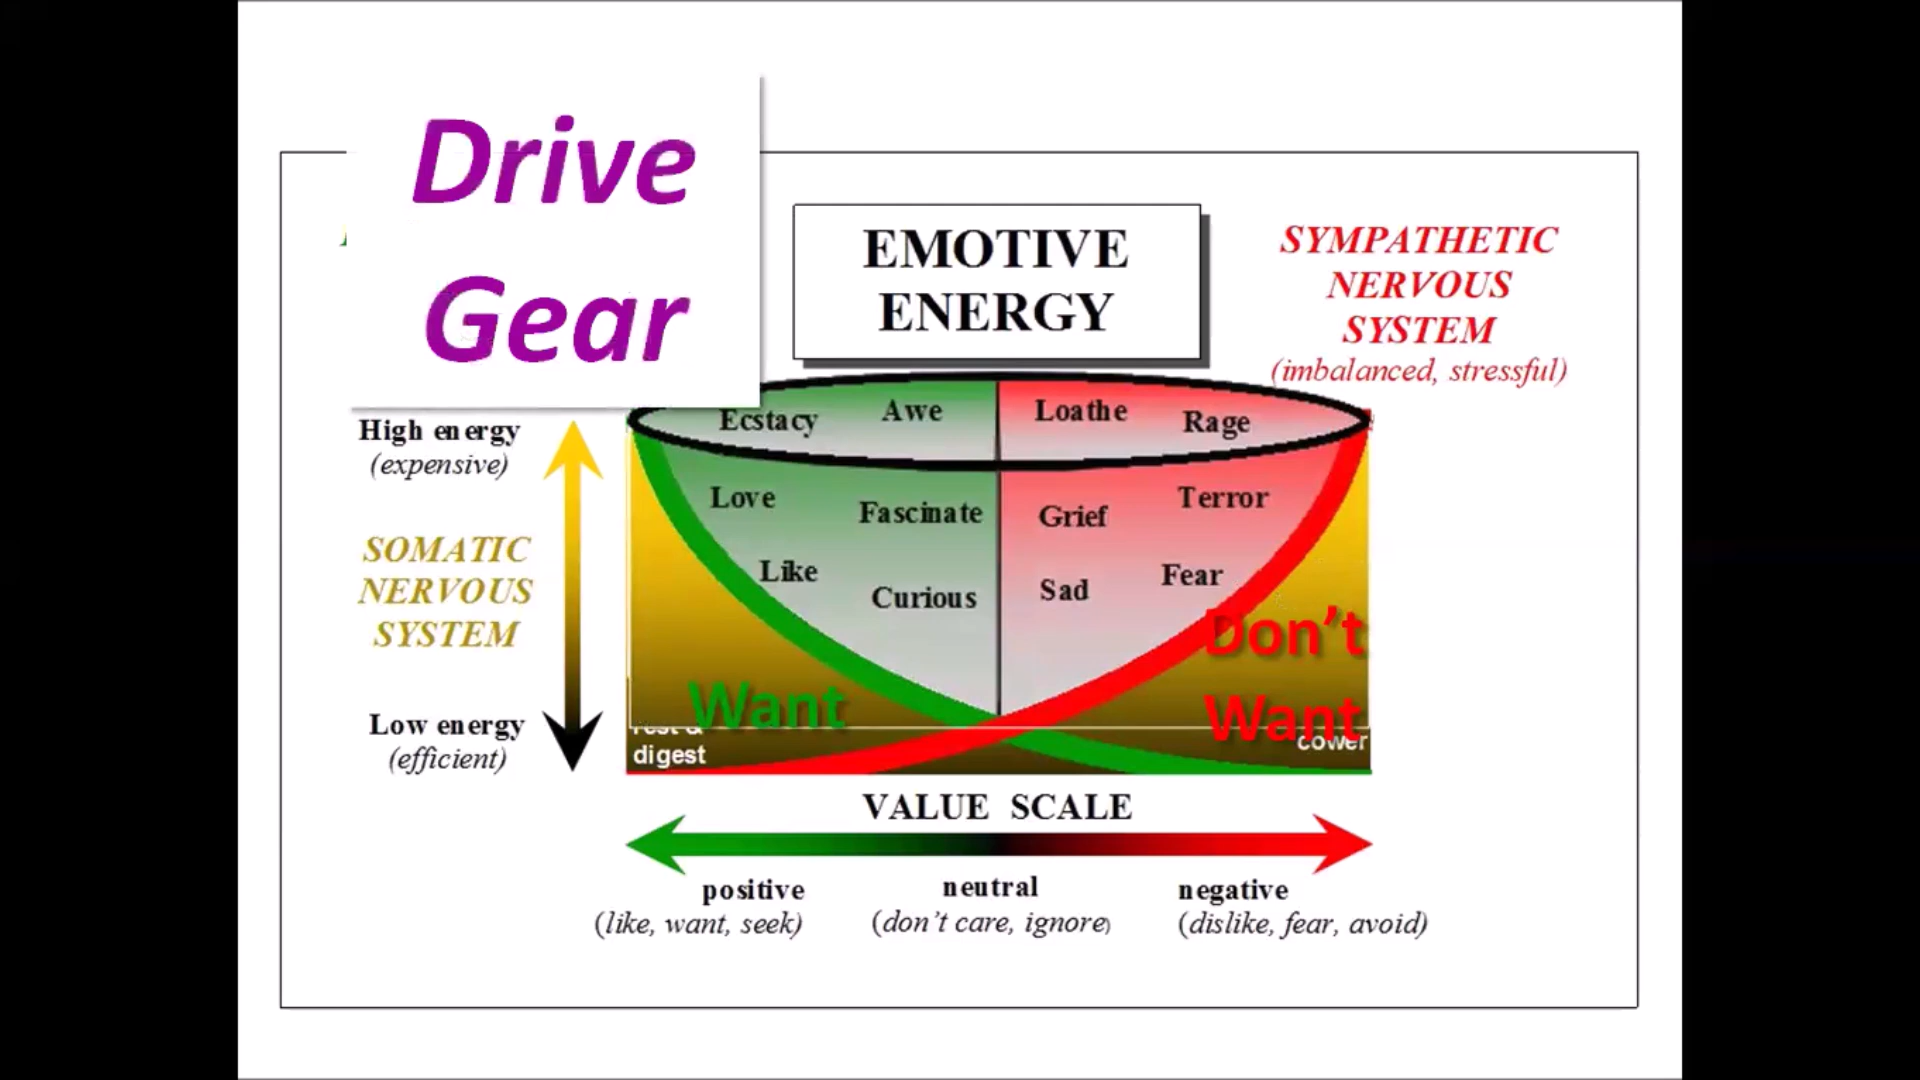 Drive
Gear
EMOTIVE
ENERGY
SYMPATHETIC
NERVOUS
SYSTEM
(imbalanced, stressful)
High energy
(expensive)
SOMATIC
NERVOUS
SYSTEM
Low energy
(efficient)
Ecstacy Awe Loathe Rage
Love Fascinate Grief Terror
Like Curious Sad Fear
Want
Don't
Want
digest
cower
VALUE SCALE
positive neutral negative
(like, want, seek) (don't care, ignore) (dislike, fear, avoid)